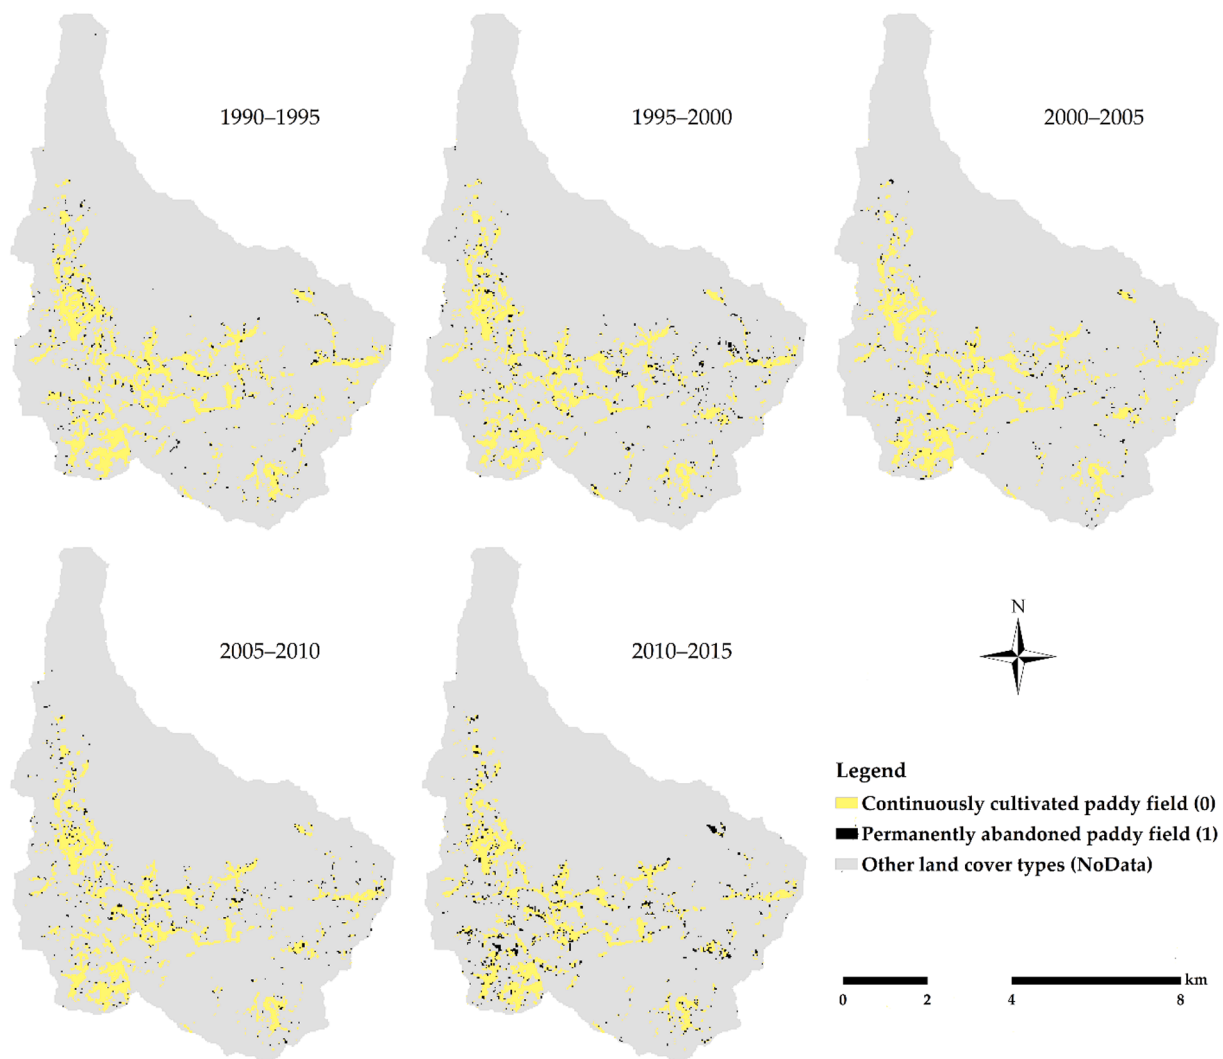 1990–1995
1995–2000
2000–2005
2005–2010
2010–2015
N
Legend
Continuously cultivated paddy field (0)
Permanently abandoned paddy field (1)
Other land cover types (NoData)
km
0 2 4 8